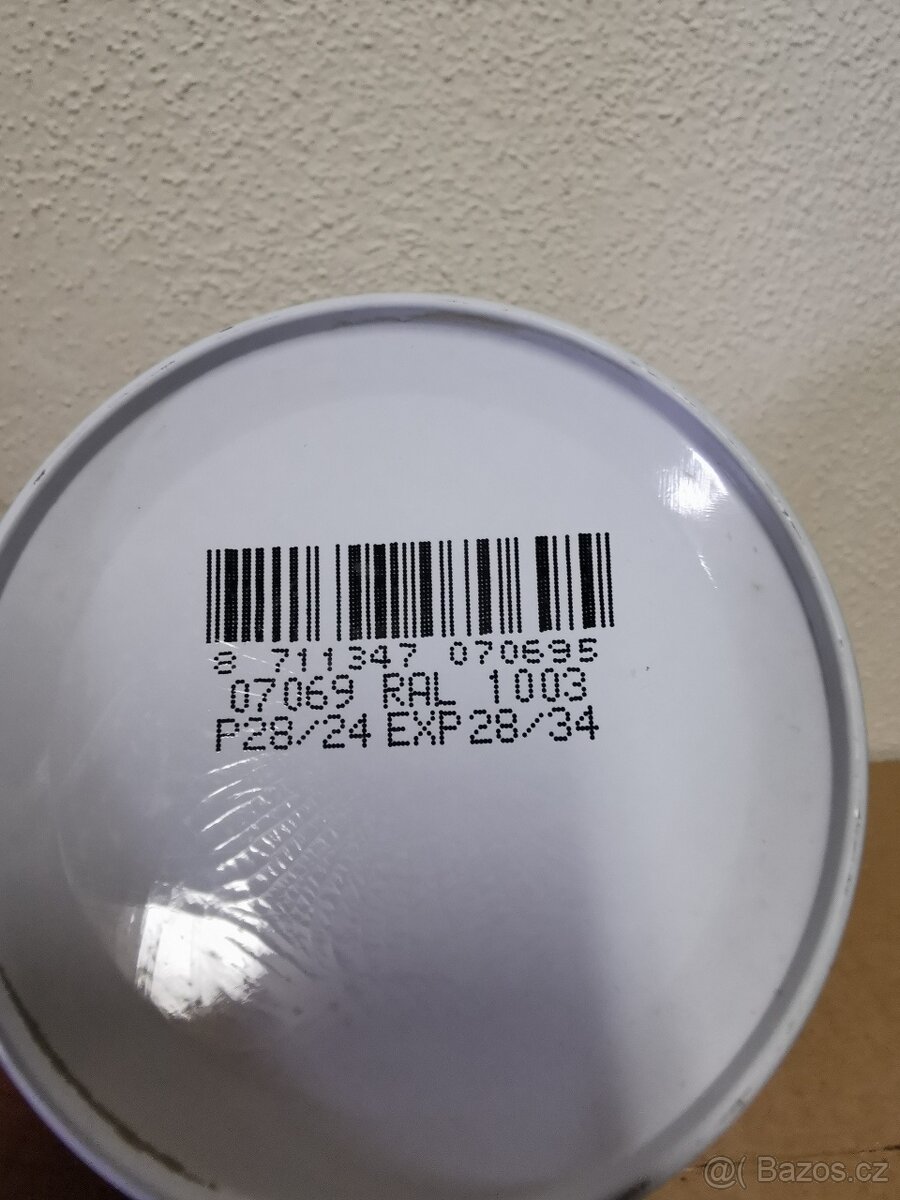 8 711347 070695
07069 RAL 1003
P28/24 EXP28/34
@( Bazos.cz